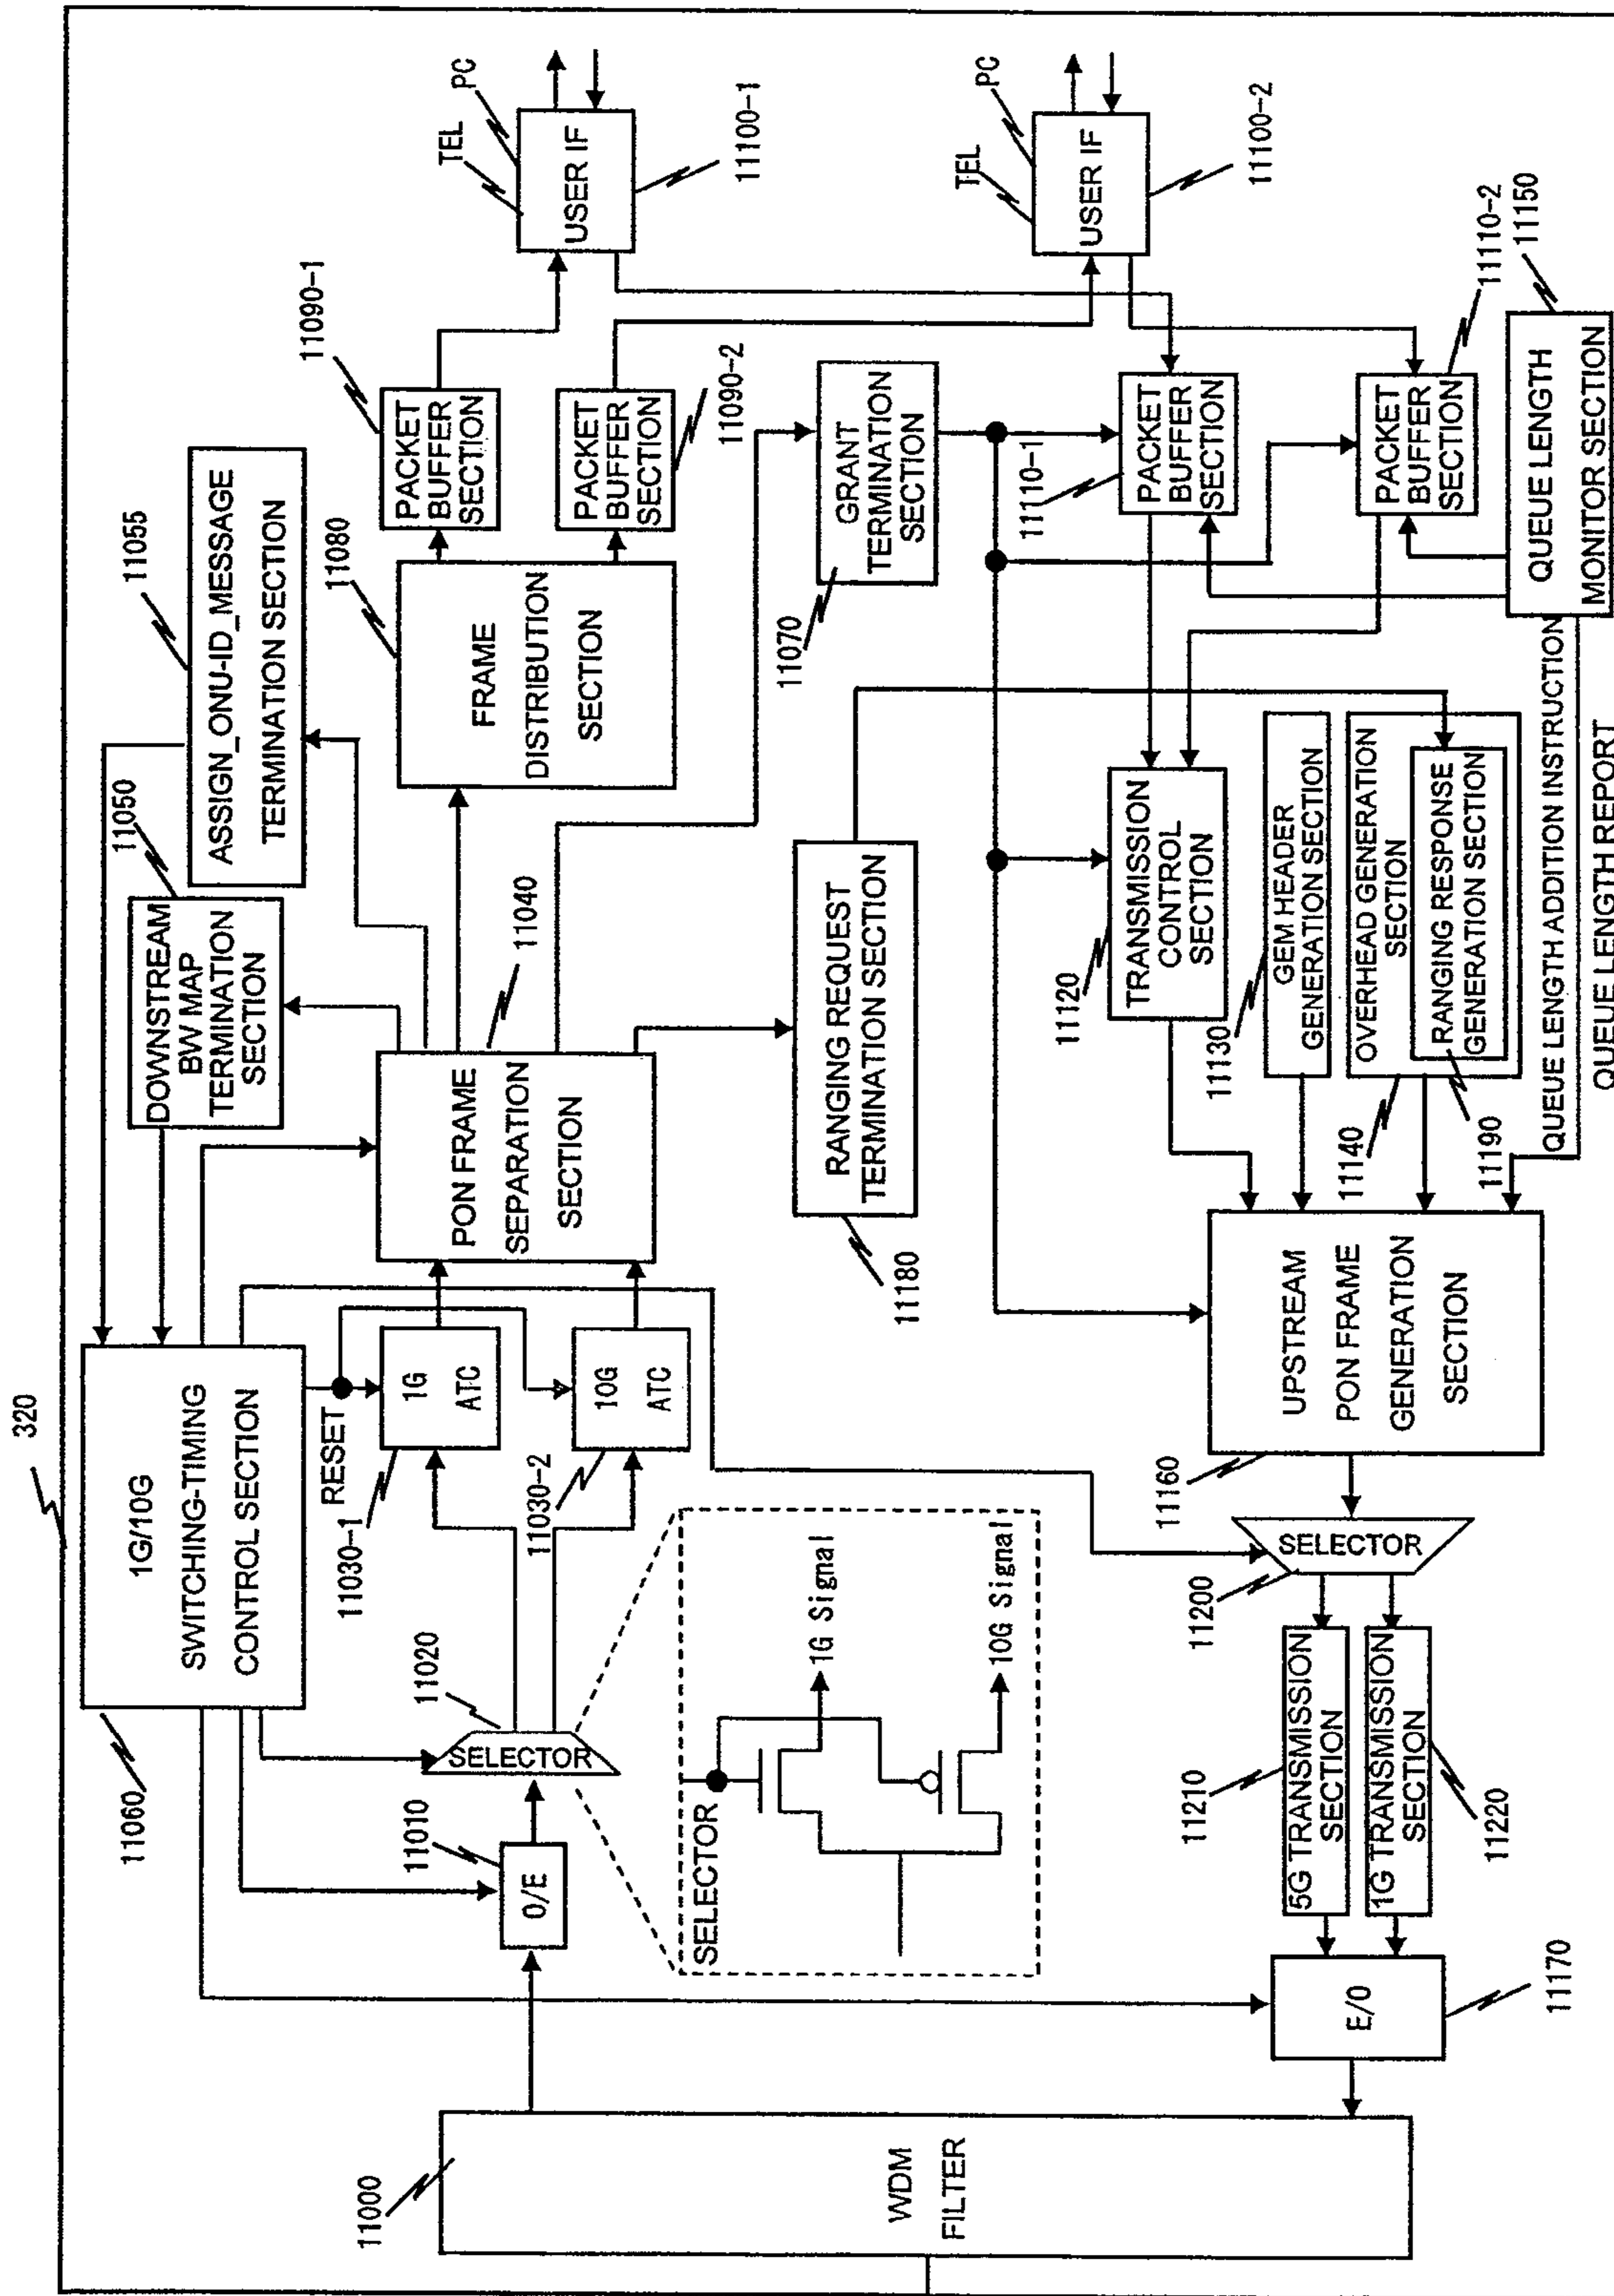 320
11060
1G/10G
SWITCHING-TIMING
CONTROL SECTION
RESET
11050
DOWNSTREAM
BW MAP
TERMINATION
SECTION
11055
ASSIGN_ONU-ID_MESSAGE
TERMINATION SECTION
11000
WDM
FILTER
11010
O/E
11020
SELECTOR
11030-1
1G
ATC
11030-2
10G
ATC
11040
PON FRAME
SEPARATION
SECTION
11080
FRAME
DISTRIBUTION
SECTION
11090-1
PACKET
BUFFER
SECTION
11090-2
PACKET
BUFFER
SECTION
TEL
PC
USER IF
11100-1
TEL
PC
USER IF
11100-2
SELECTOR
1G Signal
10G Signal
11180
RANGING REQUEST
TERMINATION SECTION
11070
GRANT
TERMINATION
SECTION
11110-1
PACKET
BUFFER
SECTION
11110-2
PACKET
BUFFER
SECTION
11120
TRANSMISSION
CONTROL
SECTION
11130
GEM HEADER
GENERATION SECTION
11140
OVERHEAD GENERATION
SECTION
11190
RANGING RESPONSE
GENERATION SECTION
11150
QUEUE LENGTH
MONITOR SECTION
QUEUE LENGTH ADDITION INSTRUCTION
QUEUE LENGTH REPORT
11160
UPSTREAM
PON FRAME
GENERATION
SECTION
11200
SELECTOR
11210
5G TRANSMISSION
SECTION
1G TRANSMISSION
SECTION
11220
E/O
11170